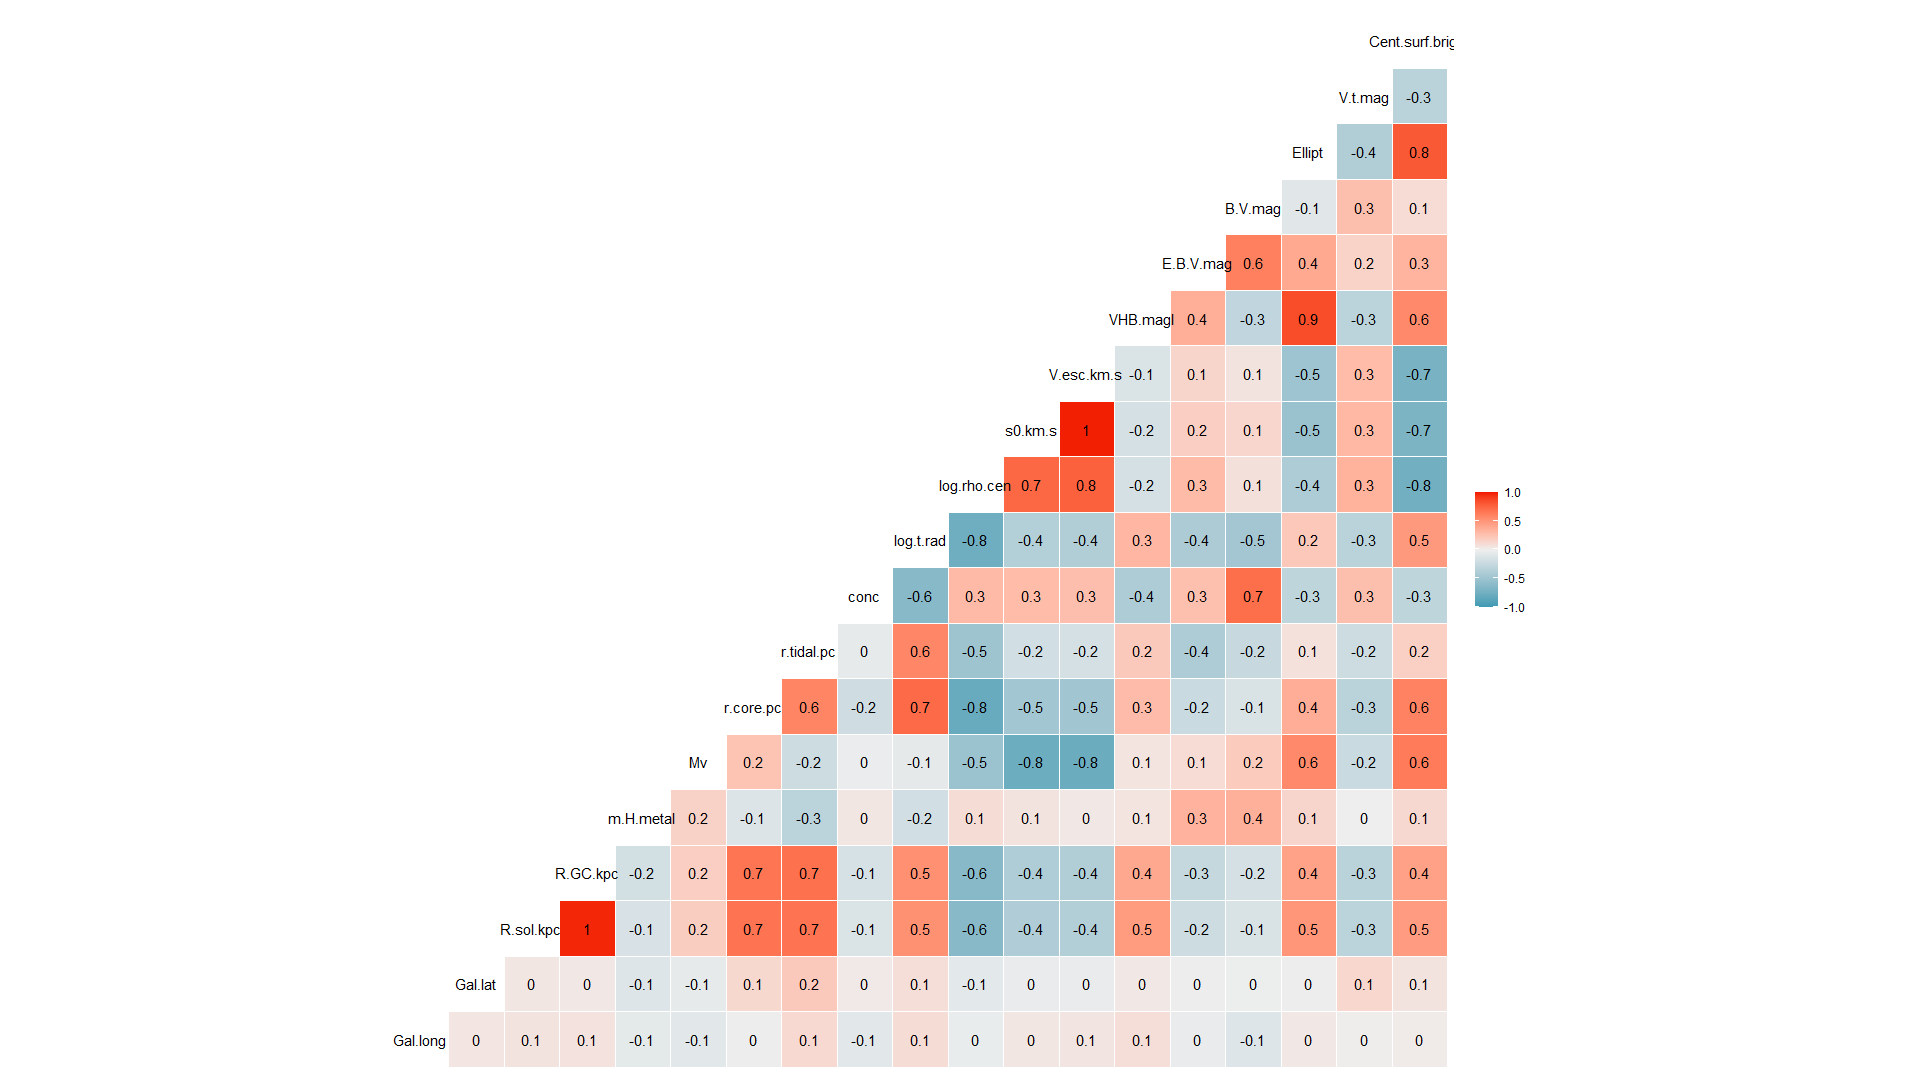 Cent.surf.brig
V.t.mag -0.3
Ellipt -0.4 0.8
B.V.mag -0.1 0.3 0.1
E.B.V.mag 0.6 0.4 0.2 0.3
VHB.magl 0.4 -0.3 0.9 -0.3 0.6
V.esc.km.s -0.1 0.1 0.1 -0.5 0.3 -0.7
s0.km.s 1 -0.2 0.2 0.1 -0.5 0.3 -0.7
log.rho.cen 0.7 0.8 -0.2 0.3 0.1 -0.4 0.3 -0.8
1.0
0.5
log.t.rad -0.8 -0.4 -0.4 0.3 -0.4 -0.5 0.2 -0.3 0.5
0.0
-0.5
conc -0.6 0.3 0.3 0.3 -0.4 0.3 0.7 -0.3 0.3 -0.3
-1.0
r.tidal.pc 0 0.6 -0.5 -0.2 -0.2 0.2 -0.4 -0.2 0.1 -0.2 0.2
r.core.pc 0.6 -0.2 0.7 -0.8 -0.5 -0.5 0.3 -0.2 -0.1 0.4 -0.3 0.6
Mv 0.2 -0.2 0 -0.1 -0.5 -0.8 -0.8 0.1 0.1 0.2 0.6 -0.2 0.6
m.H.metal 0.2 -0.1 -0.3 0 -0.2 0.1 0.1 0 0.1 0.3 0.4 0.1 0 0.1
R.GC.kpc -0.2 0.2 0.7 0.7 -0.1 0.5 -0.6 -0.4 -0.4 0.4 -0.3 -0.2 0.4 -0.3 0.4
R.sol.kpc 1 -0.1 0.2 0.7 0.7 -0.1 0.5 -0.6 -0.4 -0.4 0.5 -0.2 -0.1 0.5 -0.3 0.5
Gal.lat 0 0 -0.1 -0.1 0.1 0.2 0 0.1 -0.1 0 0 0 0 0 0 0.1 0.1
Gal.long 0 0.1 0.1 -0.1 -0.1 0 0.1 -0.1 0.1 0 0 0.1 0.1 0 -0.1 0 0 0